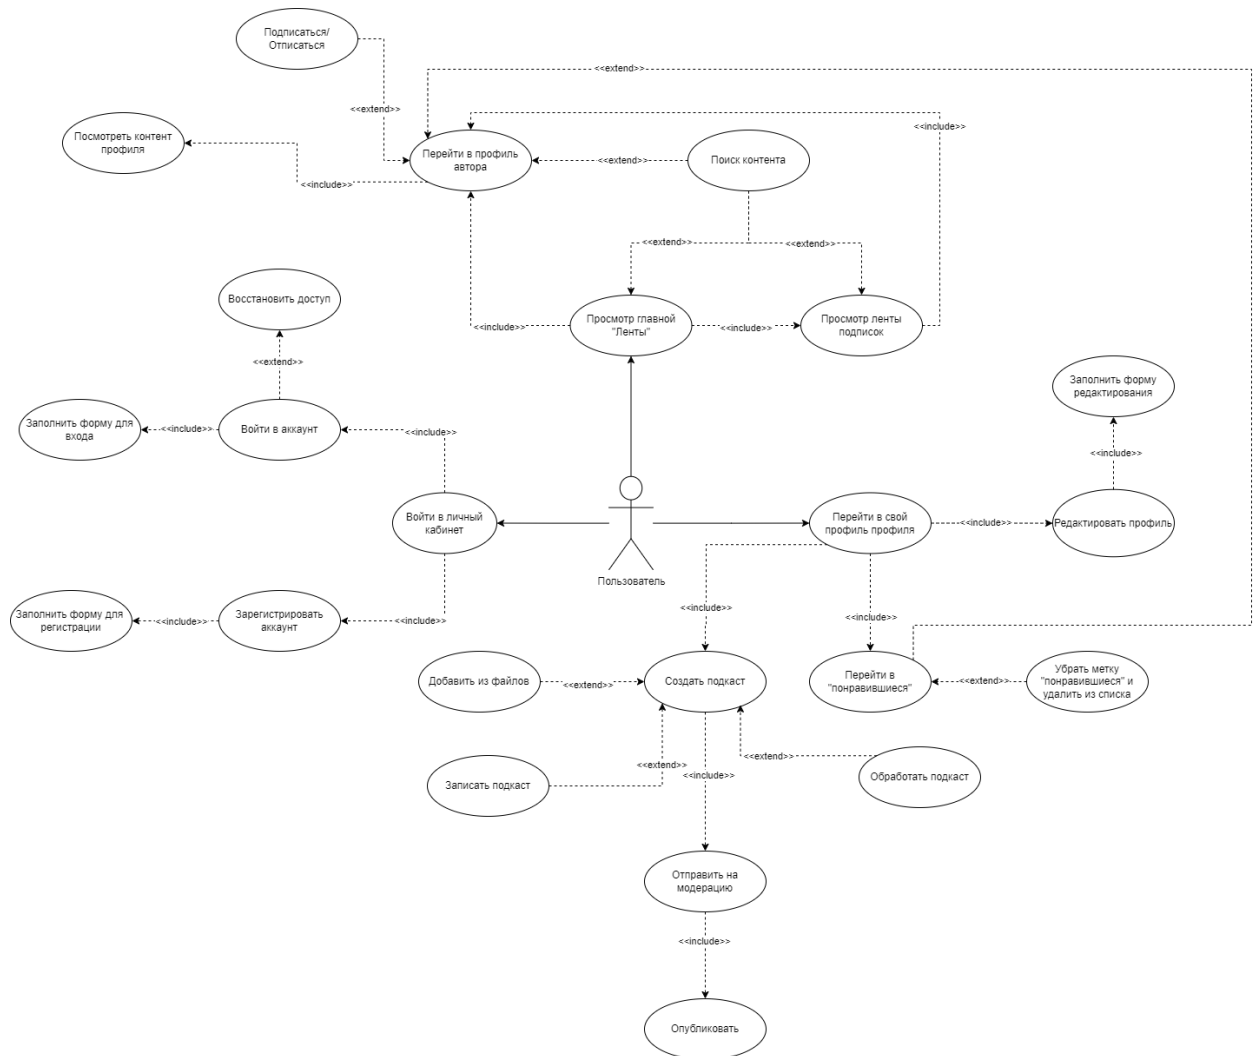 Подписаться/
Отписаться
<<extend>>
<<extend>>
<<include>>
Посмотреть контент
профиля
Перейти в профиль
автора
<<extend>>
Поиск контента
<<include>>
<<extend>>
<<extend>>
Восстановить доступ
Просмотр главной
"Ленты"
Просмотр ленты
подписок
<<include>>
<<include>>
<<extend>>
Заполнить форму
редактирования
Заполнить форму для
входа
<<include>>
Войти в аккаунт
<<include>>
<<include>>
Войти в личный
кабинет
Перейти в свой
профиль профиля
<<include>>
Редактировать профиль
Пользователь
Заполнить форму для
регистрации
<<include>>
Зарегистрировать
аккаунт
<<include>>
<<include>>
<<include>>
Добавить из файлов
<<extend>>
Создать подкаст
Перейти в
"понравившиеся"
<<extend>>
Убрать метку
"понравившиеся" и
удалить из списка
Записать подкаст
<<extend>>
<<include>>
<<extend>>
Обработать подкаст
Отправить на
модерацию
<<include>>
Опубликовать